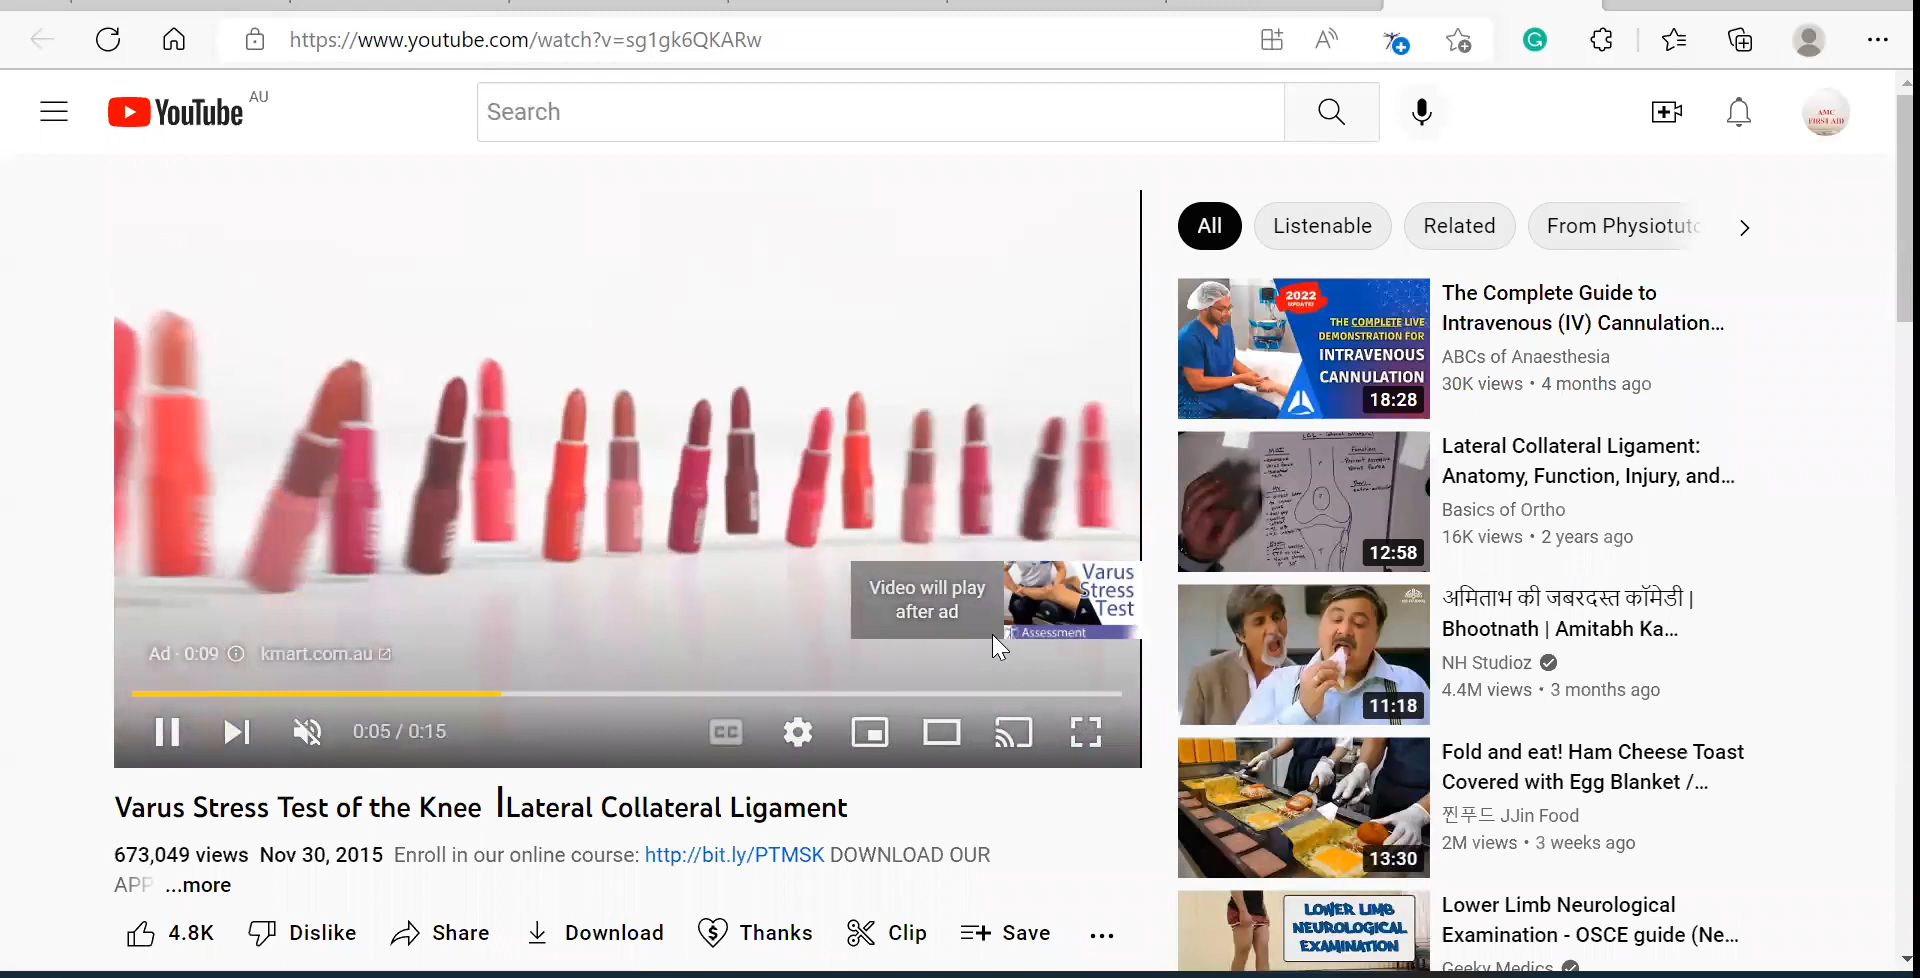 https://www.youtube.com/watch?v=sg1gk6QKARw
YouTube AU
Search
AMC
FIRST AID
Video will play
after ad
Varus
Stress
Test
Assessment
Ad · 0:09 kmart.com.au
0:05 / 0:15
CC
Varus Stress Test of the Knee |Lateral Collateral Ligament
673,049 views Nov 30, 2015 Enroll in our online course: http://bit.ly/PTMSK DOWNLOAD OUR
APP ...more
4.8K Dislike Share Download Thanks Clip Save
All Listenable Related From Physiotuto
2022
THE COMPLETE LIVE
DEMONSTRATION FOR
INTRAVENOUS
CANNULATION
18:28
The Complete Guide to
Intravenous (IV) Cannulation...
ABCs of Anaesthesia
30K views • 4 months ago
12:58
Lateral Collateral Ligament:
Anatomy, Function, Injury, and...
Basics of Ortho
16K views • 2 years ago
11:18
अमिताभ की जबरदस्त कॉमेडी |
Bhootnath | Amitabh Ka...
NH Studioz
4.4M views • 3 months ago
13:30
Fold and eat! Ham Cheese Toast
Covered with Egg Blanket /...
찐푸드 JJin Food
2M views • 3 weeks ago
LOWER LIMB
NEUROLOGICAL
EXAMINATION
Lower Limb Neurological
Examination - OSCE guide (Ne...
Geeky Medics